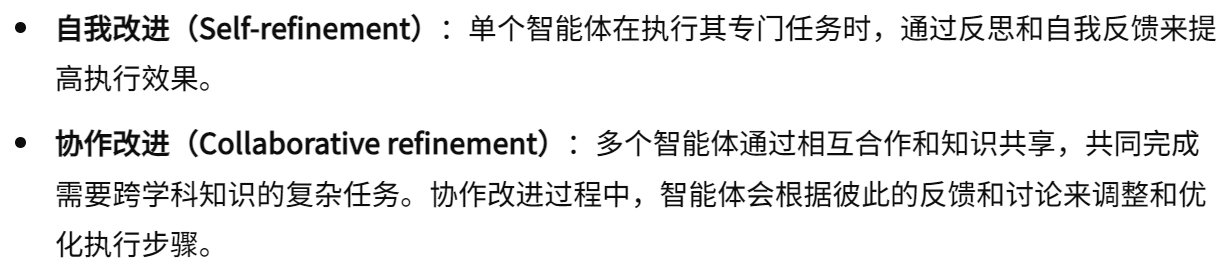 • 自我改进（Self-refinement）：单个智能体在执行其专门任务时，通过反思和自我反馈来提
高执行效果。
• 协作改进（Collaborative refinement）：多个智能体通过相互合作和知识共享，共同完成
需要跨学科知识的复杂任务。协作改进过程中，智能体会根据彼此的反馈和讨论来调整和优
化执行步骤。